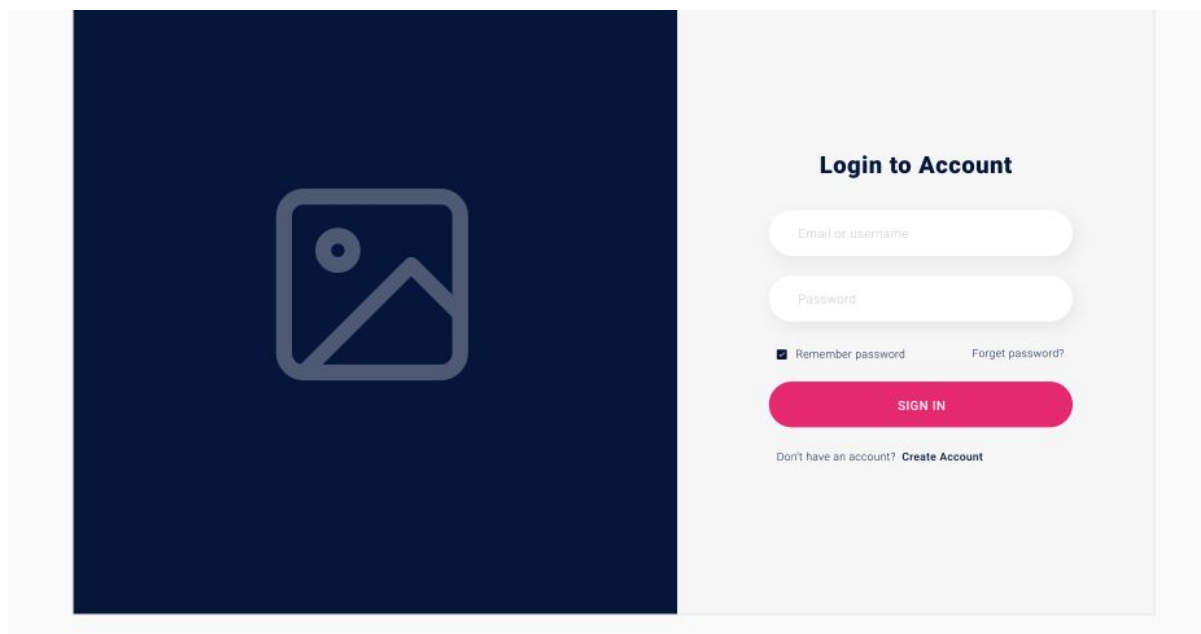 Login to Account
Email or username
Password
Remember password Forget password?
SIGN IN
Don't have an account? Create Account